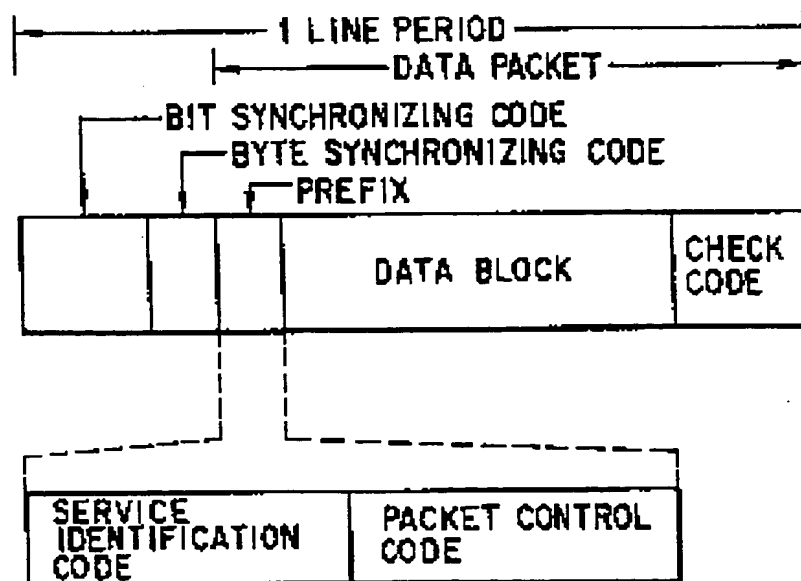 1 LINE PERIOD
DATA PACKET
BIT SYNCHRONIZING CODE
BYTE SYNCHRONIZING CODE
PREFIX
DATA BLOCK
CHECK
CODE
SERVICE
IDENTIFICATION
CODE
PACKET CONTROL
CODE